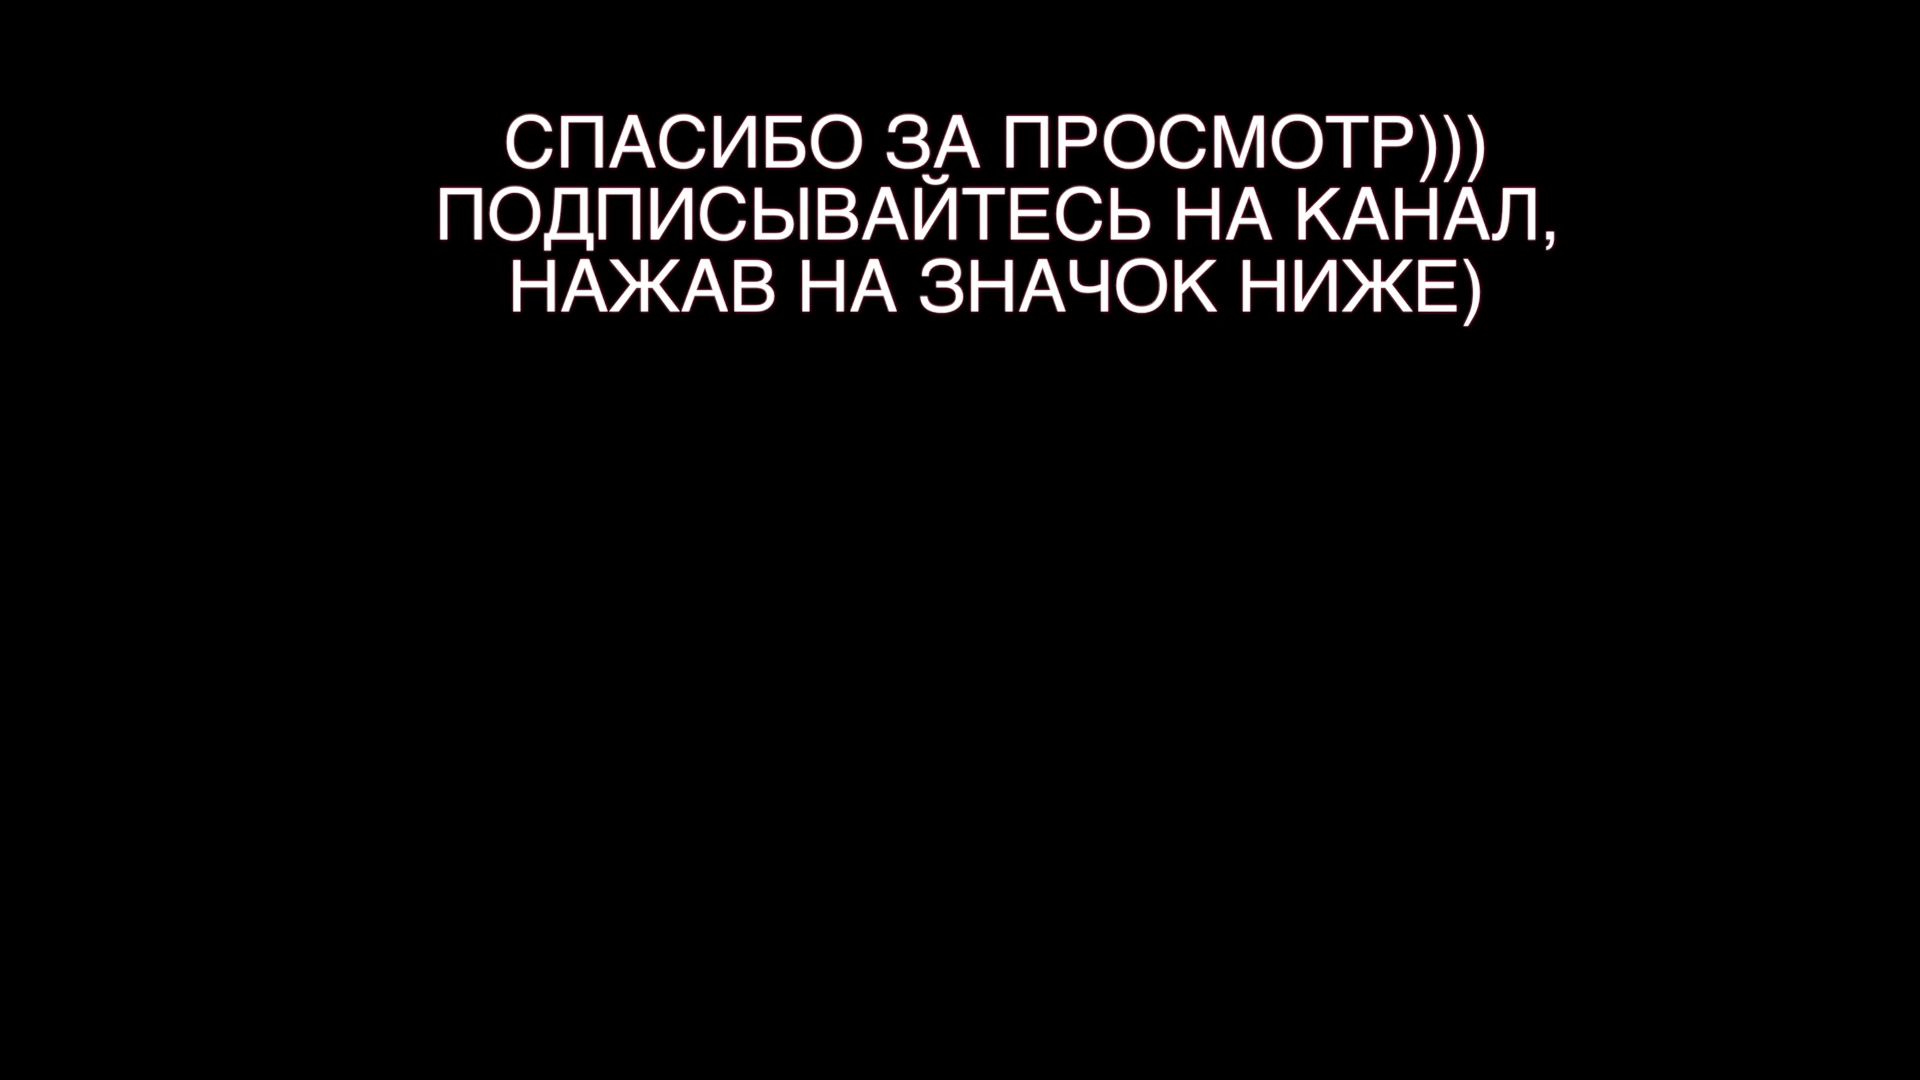 СПАСИБО ЗА ПРОСМОТР)))
ПОДПИСЫВАЙТЕСЬ НА КАНАЛ,
НАЖАВ НА ЗНАЧОК НИЖЕ)